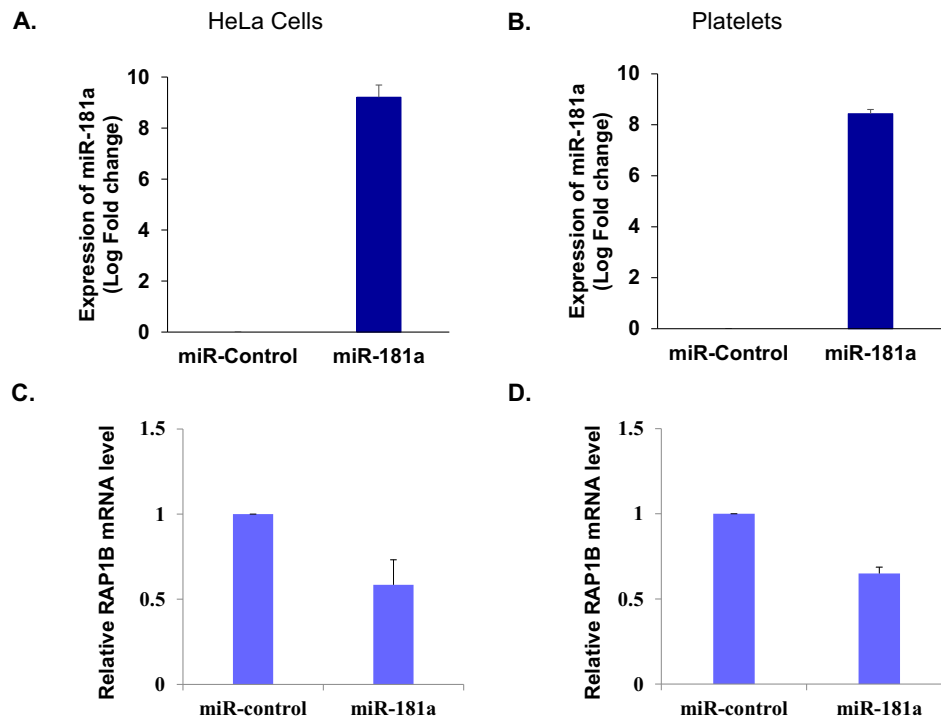 A.
HeLa Cells
Expression of miR-181a
(Log Fold change)
10
8
6
4
2
0
miR-Control
miR-181a
B.
Platelets
Expression of miR-181a
(Log Fold change)
10
8
6
4
2
0
miR-Control
miR-181a
C.
Relative RAP1B mRNA level
1.5
1
0.5
0
miR-control
miR-181a
D.
Relative RAP1B mRNA level
1.5
1
0.5
0
miR-control
miR-181a